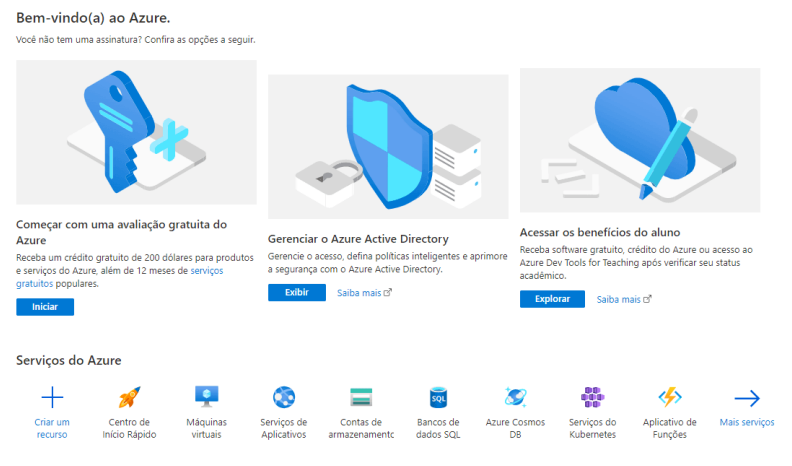 Bem-vindo(a) ao Azure.
Você não tem uma assinatura? Confira as opções a seguir.
Começar com uma avaliação gratuita do
Azure
Receba um crédito gratuito de 200 dólares para produtos
e serviços do Azure, além de 12 meses de serviços
gratuitos populares.
Iniciar
Gerenciar o Azure Active Directory
Gerencie o acesso, defina políticas inteligentes e aprimore
a segurança com o Azure Active Directory.
Exibir
Saiba mais
Acessar os benefícios do aluno
Receba software gratuito, crédito do Azure ou acesso ao
Azure Dev Tools for Teaching após verificar seu status
acadêmico.
Explorar
Saiba mais
Serviços do Azure
Criar um
recurso
Centro de
Início Rápido
Máquinas
virtuais
Serviços de
Aplicativos
Contas de
armazenamento
SQL
Bancos de
dados SQL
Azure Cosmos
DB
Serviços do
Kubernetes
Aplicativo de
Funções
Mais serviços